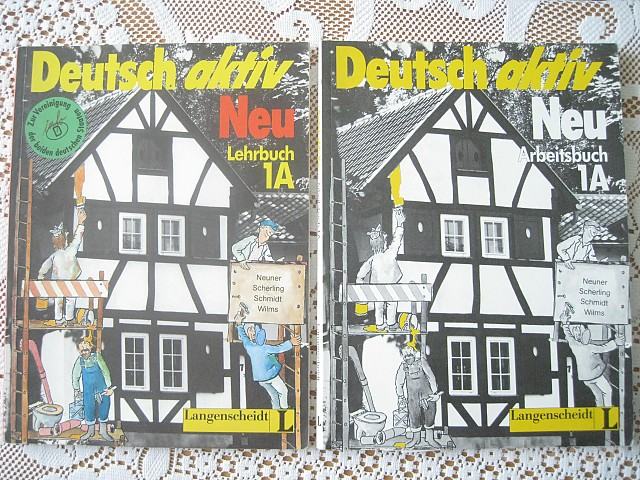 Deutsch aktiv
Neu
Lehrbuch
1A
Zur Vereinigung
der beiden deutschen Staaten
Neuner
Scherling
Schmidt
Wilms
Langenscheidt L
Deutsch aktiv
Neu
Arbeitsbuch
1A
Neuner
Scherling
Schmidt
Wilms
Langenscheidt L